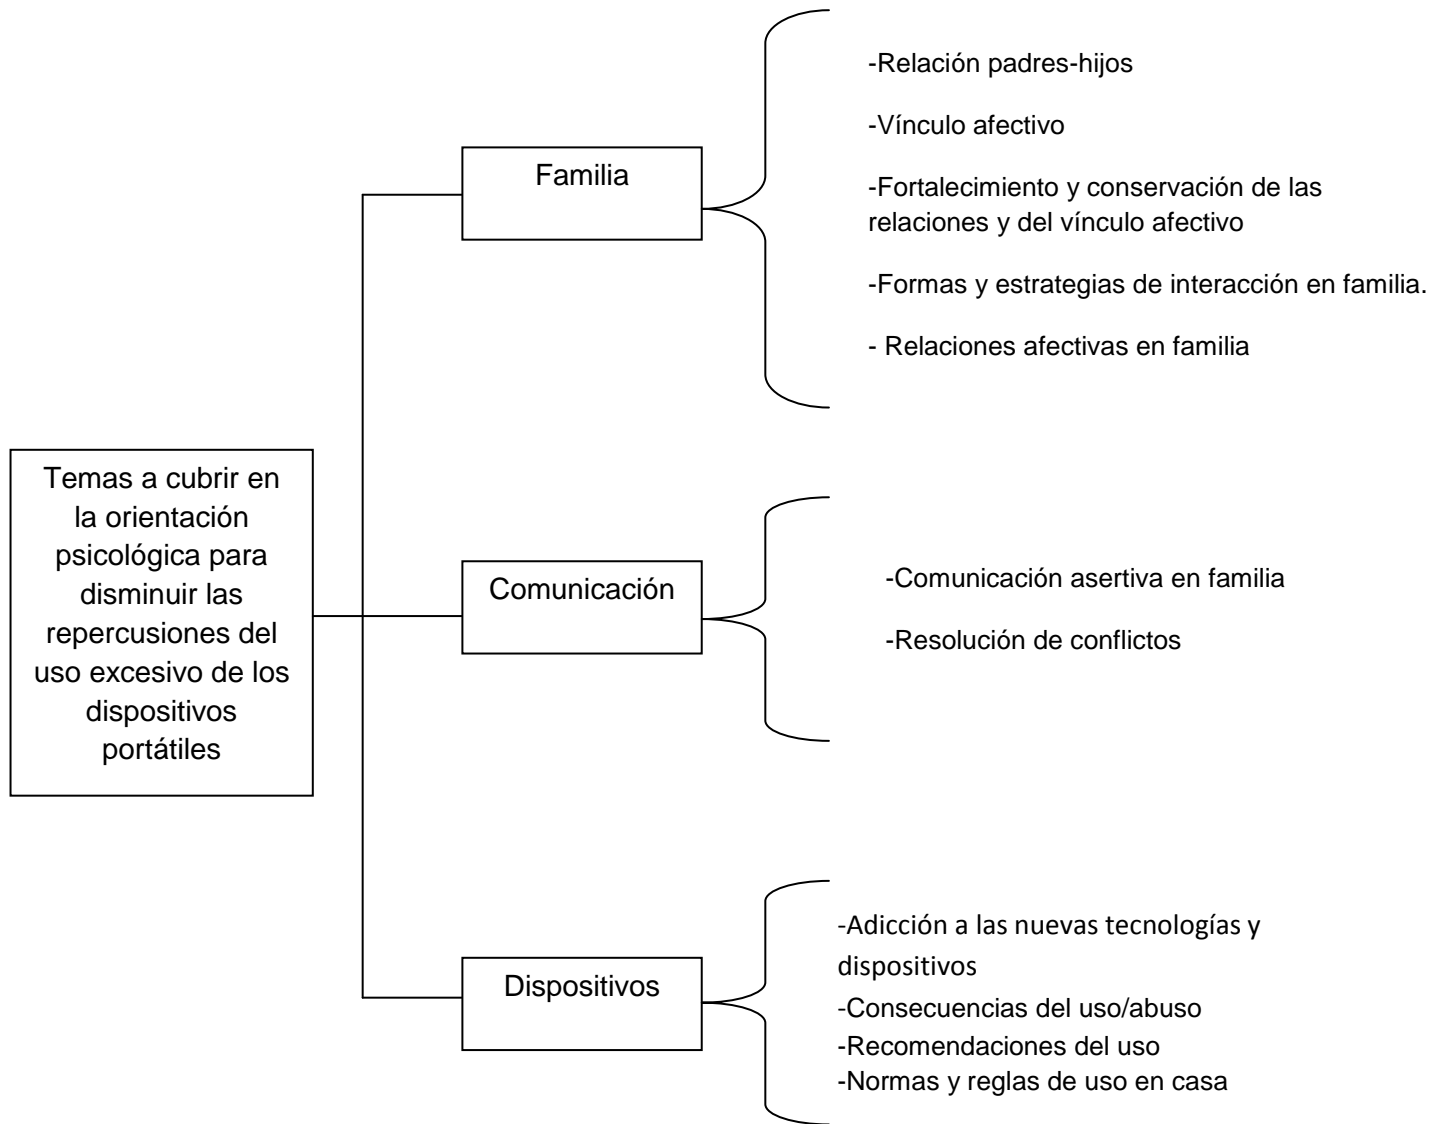 Temas a cubrir en
la orientación
psicológica para
disminuir las
repercusiones del
uso excesivo de los
dispositivos
portátiles
Familia
-Relación padres-hijos
-Vínculo afectivo
-Fortalecimiento y conservación de las
relaciones y del vínculo afectivo
-Formas y estrategias de interacción en familia.
- Relaciones afectivas en familia
Comunicación
-Comunicación asertiva en familia
-Resolución de conflictos
Dispositivos
-Adicción a las nuevas tecnologías y
dispositivos
-Consecuencias del uso/abuso
-Recomendaciones del uso
-Normas y reglas de uso en casa